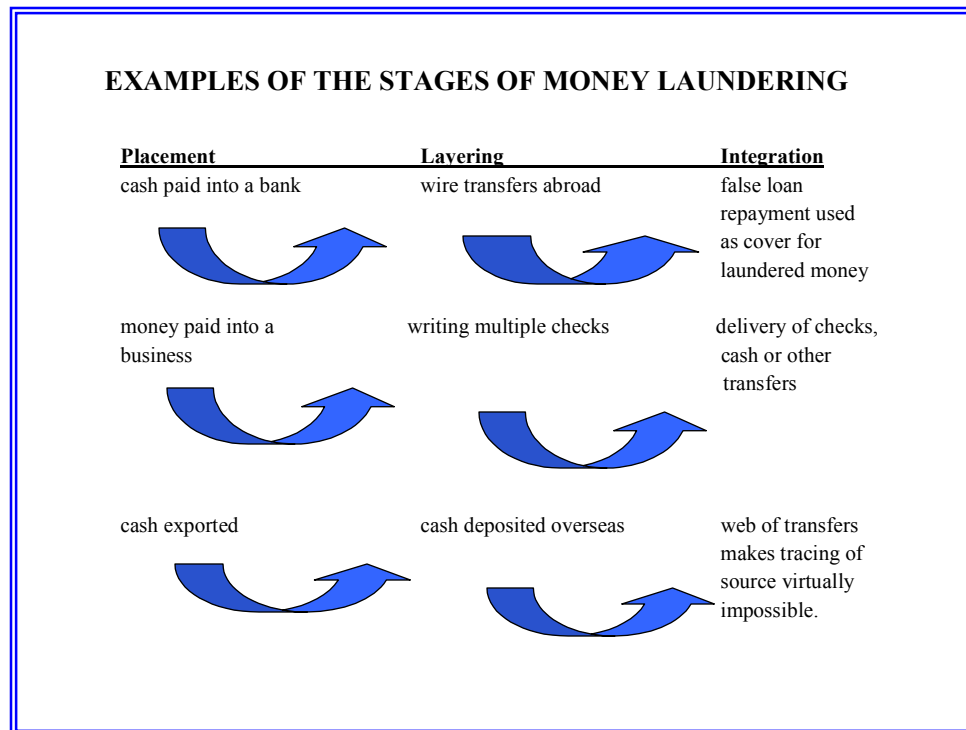 EXAMPLES OF THE STAGES OF MONEY LAUNDERING
Placement Layering Integration
cash paid into a bank wire transfers abroad false loan
repayment used
as cover for
laundered money
money paid into a writing multiple checks delivery of checks,
business cash or other
transfers
cash exported cash deposited overseas web of transfers
makes tracing of
source virtually
impossible.